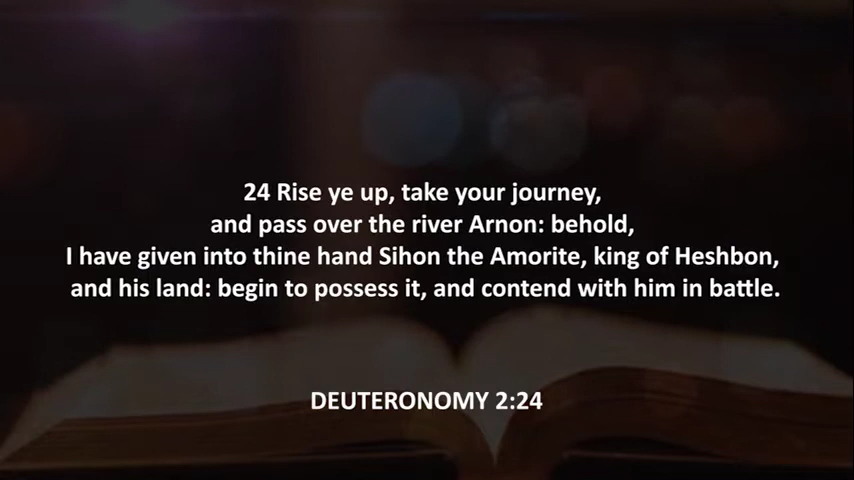 24 Rise ye up, take your journey,
and pass over the river Arnon: behold,
I have given into thine hand Sihon the Amorite, king of Heshbon,
and his land: begin to possess it, and contend with him in battle.
DEUTERONOMY 2:24